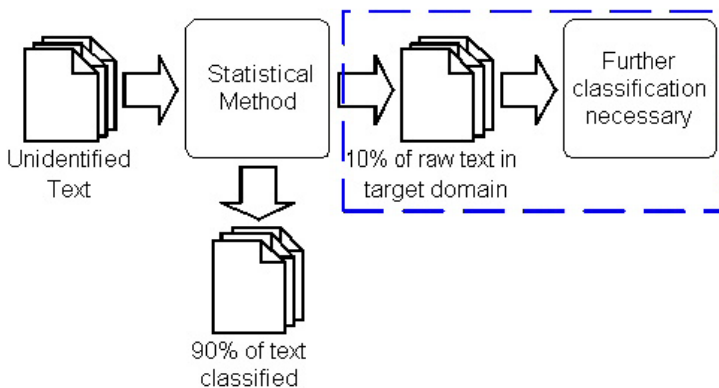 Unidentified
Text
Statistical
Method
10% of raw text in
target domain
Further
classification
necessary
90% of text
classified